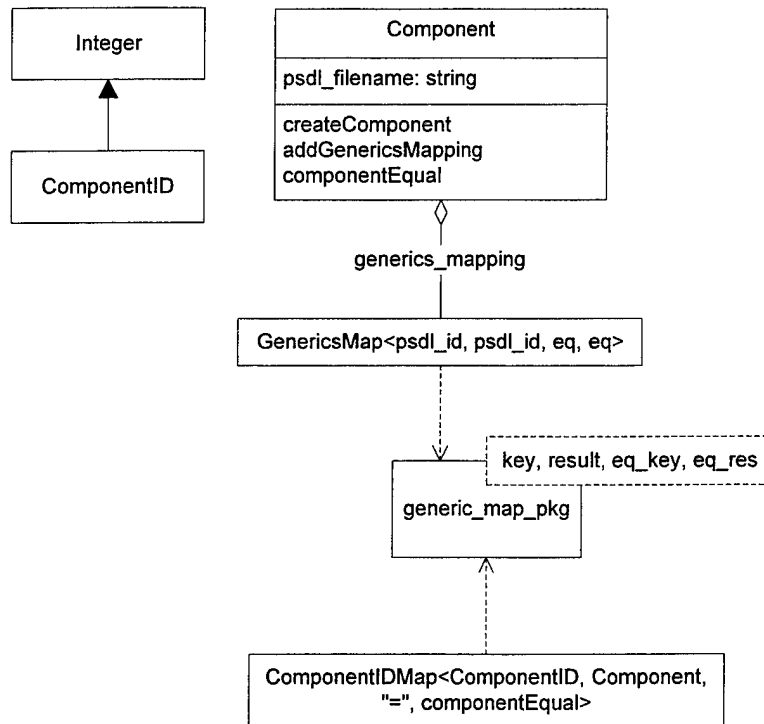 Integer
ComponentID
Component
psdl_filename: string
createComponent
addGenericsMapping
componentEqual
generics_mapping
GenericsMap<psdl_id, psdl_id, eq, eq>
key, result, eq_key, eq_res
generic_map_pkg
ComponentIDMap<ComponentID, Component,
"=", componentEqual>